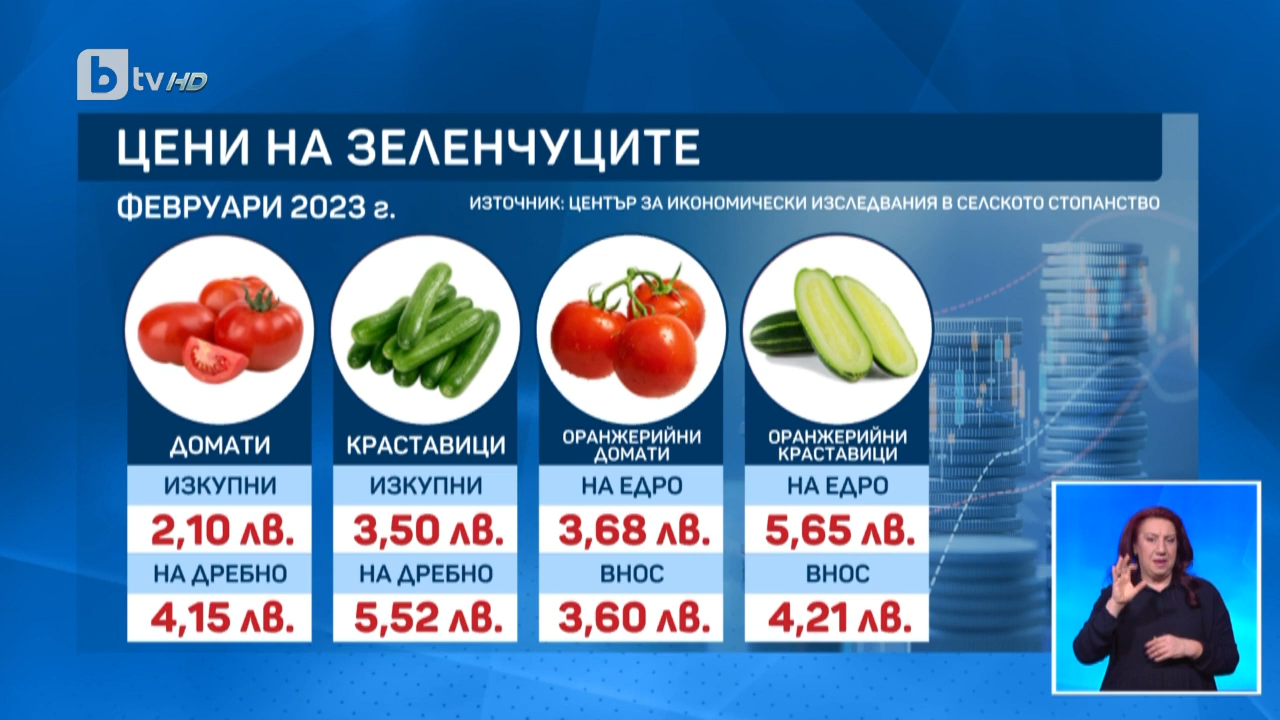 btv HD
ЦЕНИ НА ЗЕЛЕНЧУЦИТЕ
ФЕВРУАРИ 2023 г.
ИЗТОЧНИК: ЦЕНТЪР ЗА ИКОНОМИЧЕСКИ ИЗСЛЕДВАНИЯ В СЕЛСКОТО СТОПАНСТВО
ДОМАТИ
ИЗКУПНИ
2,10 лв.
НА ДРЕБНО
4,15 лв.
КРАСТАВИЦИ
ИЗКУПНИ
3,50 лв.
НА ДРЕБНО
5,52 лв.
ОРАНЖЕРИЙНИ
ДОМАТИ
НА ЕДРО
3,68 лв.
ВНОС
3,60 лв.
ОРАНЖЕРИЙНИ
КРАСТАВИЦИ
НА ЕДРО
5,65 лв.
ВНОС
4,21 лв.